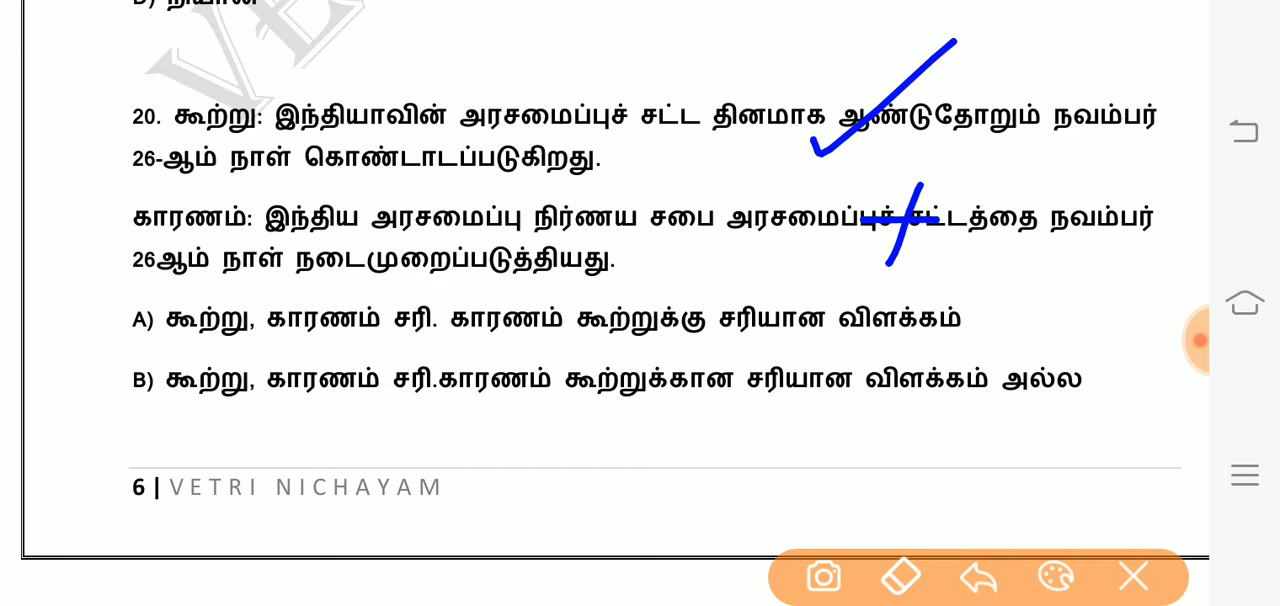 D) நியான்
20. கூற்று: இந்தியாவின் அரசமைப்புச் சட்ட தினமாக ஆண்டுதோறும் நவம்பர்
26-ஆம் நாள் கொண்டாடப்படுகிறது.
காரணம்: இந்திய அரசமைப்பு நிர்ணய சபை அரசமைப்புச் சட்டத்தை நவம்பர்
26ஆம் நாள் நடைமுறைப்படுத்தியது.
A) கூற்று, காரணம் சரி. காரணம் கூற்றுக்கு சரியான விளக்கம்
B) கூற்று, காரணம் சரி.காரணம் கூற்றுக்கான சரியான விளக்கம் அல்ல
6 | VETRI NICHAYAM